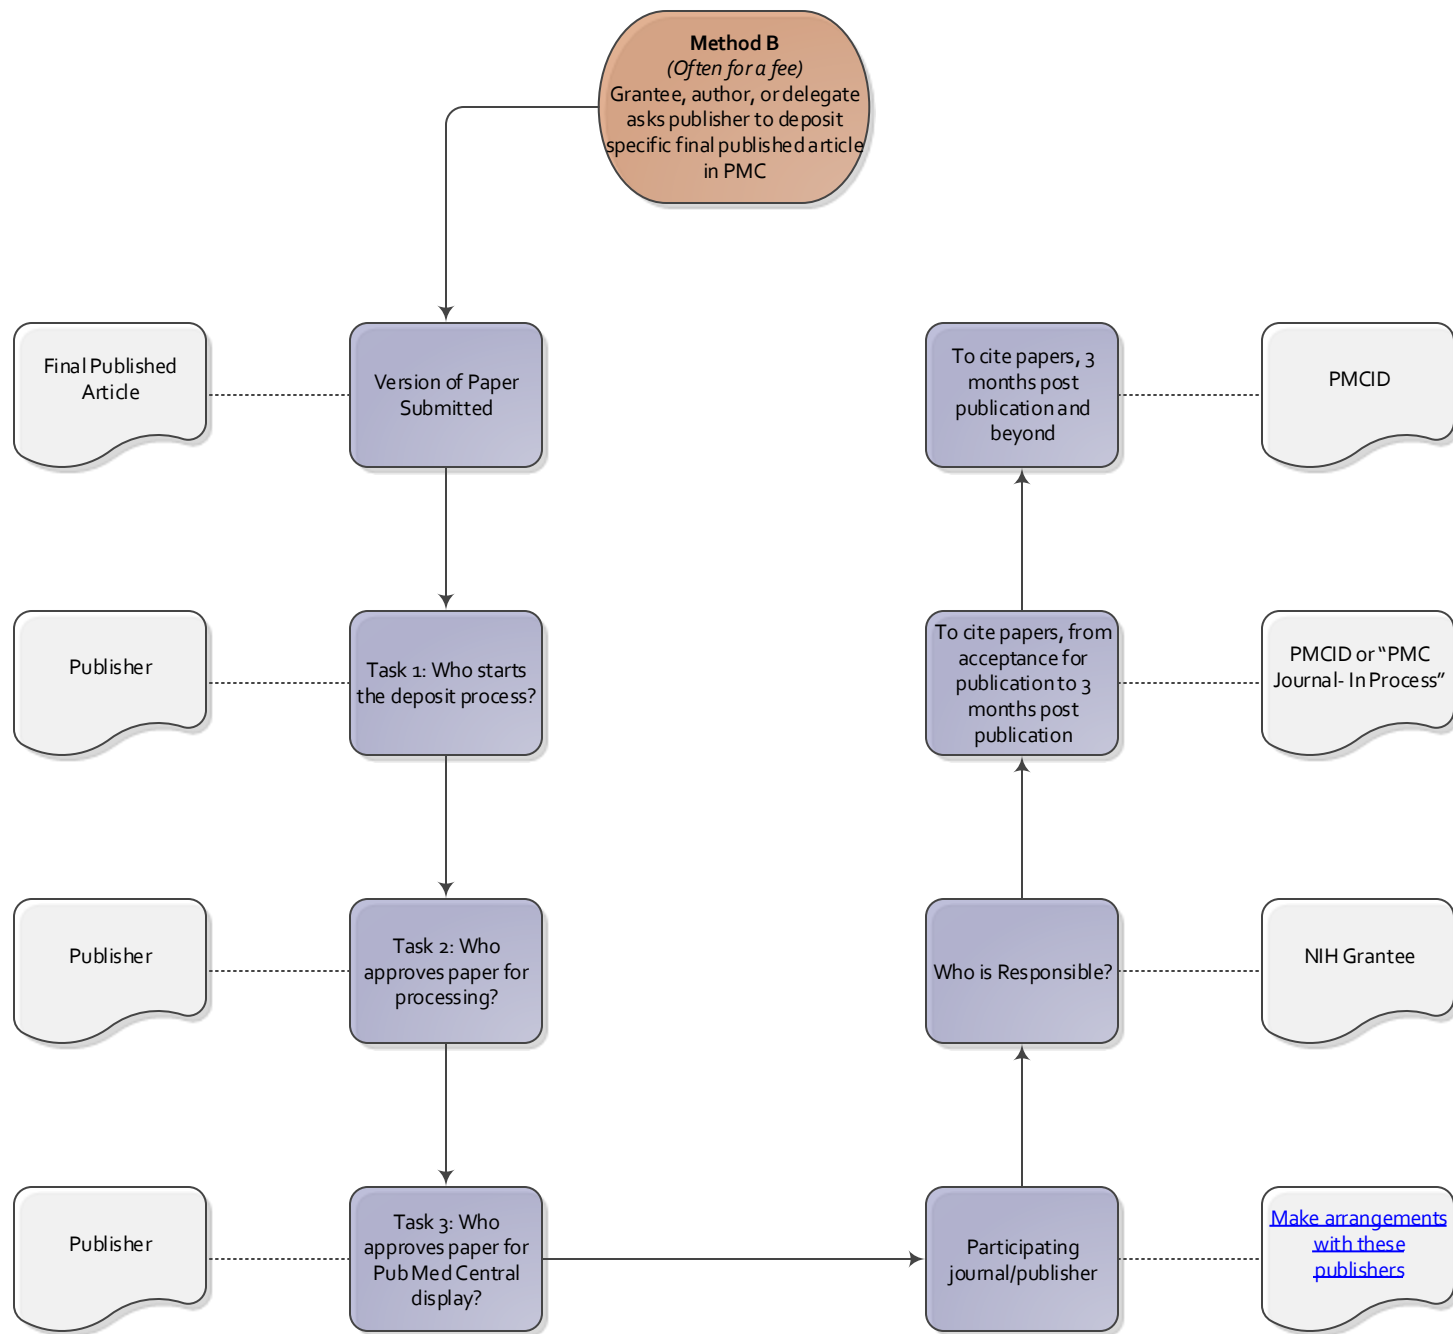 Method B
(Often for a fee)
Grantee, author, or delegate
asks publisher to deposit
specific final published article
in PMC
Final Published
Article
Version of Paper
Submitted
To cite papers, 3
months post
publication and
beyond
PMCID
Publisher
Task 1: Who starts
the deposit process?
To cite papers, from
acceptance for
publication to 3
months post
publication
PMCID or “PMC
Journal- In Process”
Publisher
Task 2: Who
approves paper for
processing?
Who is Responsible?
NIH Grantee
Publisher
Task 3: Who
approves paper for
PubMed Central
display?
Participating
journal/publisher
Make arrangements
with these
publishers